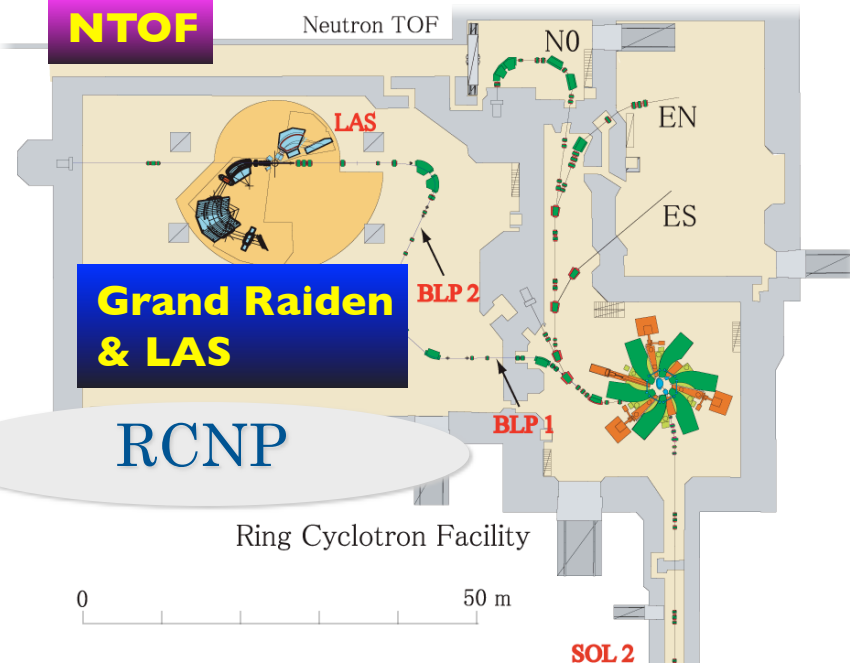 NTOF
Neutron TOF
N0
LAS
EN
ES
BLP 2
Grand Raiden
& LAS
BLP 1
RCNP
Ring Cyclotron Facility
0
50 m
SOL 2